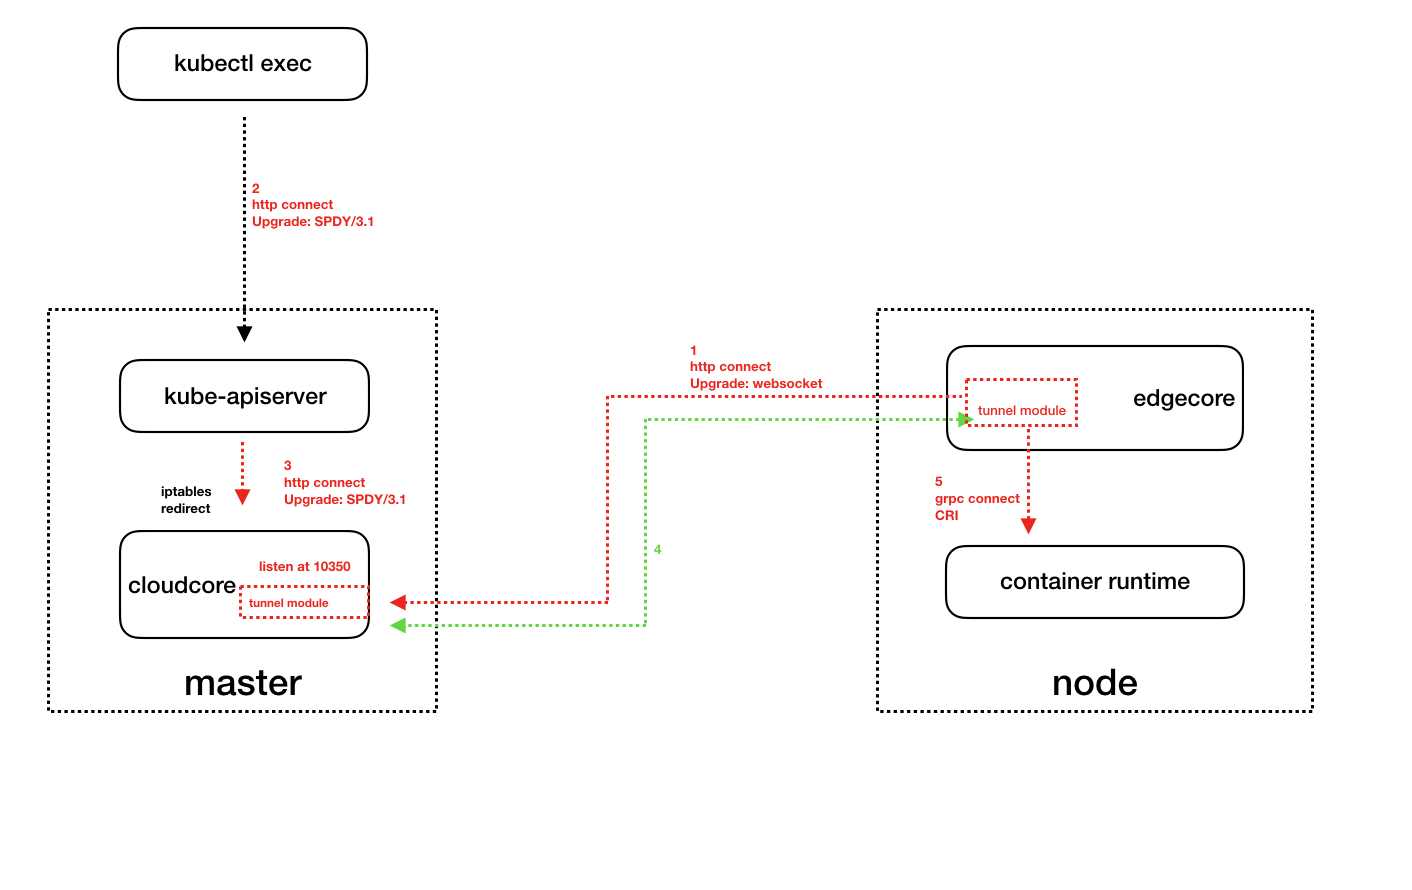 kubectl exec
2
http connect
Upgrade: SPDY/3.1
kube-apiserver
3
http connect
Upgrade: SPDY/3.1
iptables
redirect
listen at 10350
cloudcore
tunnel module
master
1
http connect
Upgrade: websocket
4
edgecore
tunnel module
5
grpc connect
CRI
container runtime
node